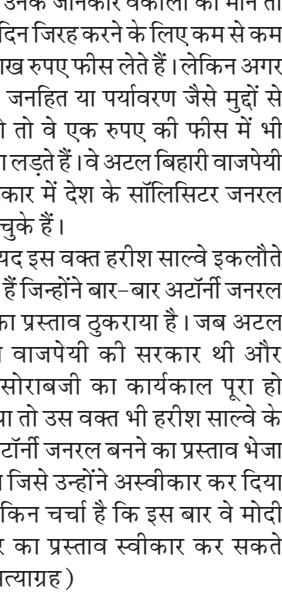 उनके जानकार वकीलों की मानें तो
दिन जिरह करने के लिए कम से कम
रुपए फीस लेते हैं। लेकिन अगर
जनहित या पर्यावरण जैसे मुद्दों से
तो वे एक रुपए की फीस में भी
लड़ते हैं। वे अटल बिहारी वाजपेयी
में देश के सॉलिसिटर जनरल
चुके हैं।
इस वक्त हरीश साल्वे इकलौते
हैं जिन्होंने बार-बार अटॉर्नी जनरल
का प्रस्ताव ठुकराया है। जब अटल
वाजपेयी की सरकार थी और
सोराबजी का कार्यकाल पूरा हो
तो उस वक्त भी हरीश साल्वे के
जनरल बनने का प्रस्ताव भेजा
जिसे उन्होंने अस्वीकार कर दिया
चर्चा है कि इस बार वे मोदी
का प्रस्ताव स्वीकार कर सकते